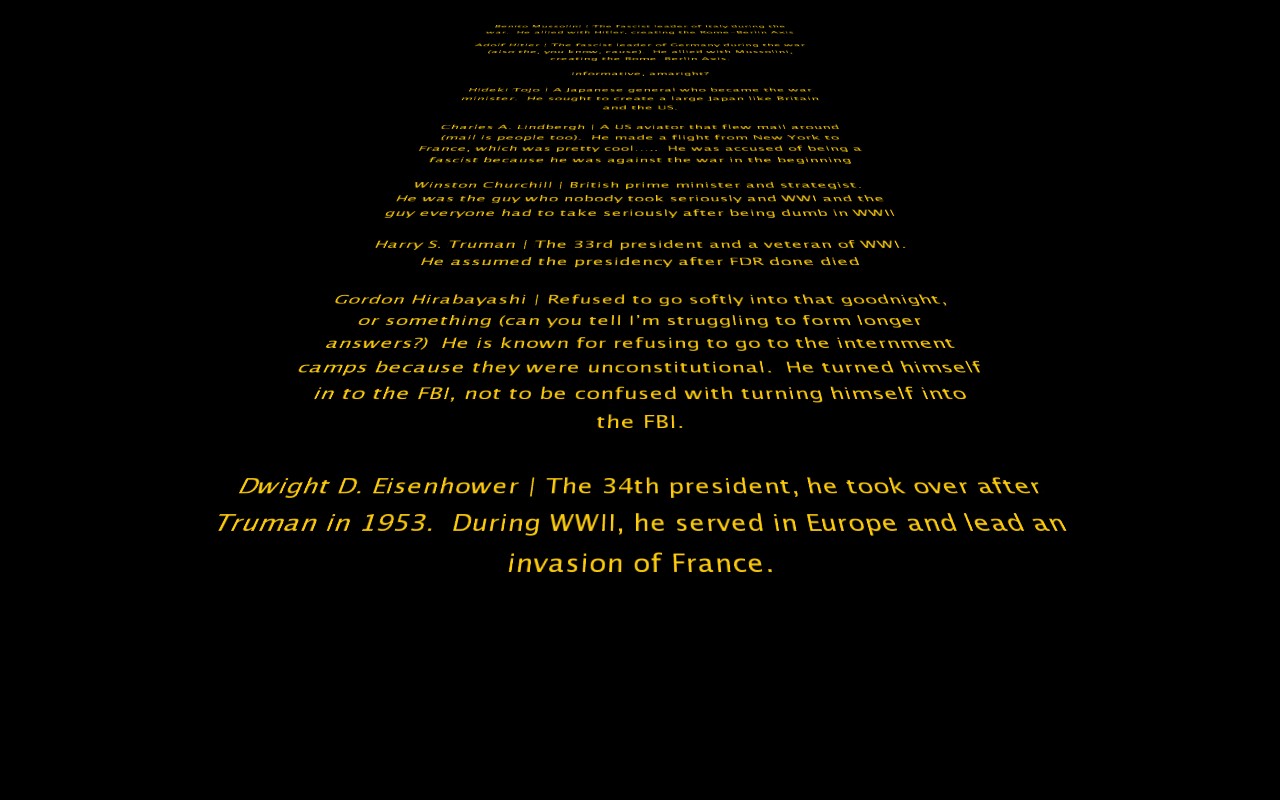 Benito Mussolini | The fascist leader of Italy during the
war. He allied with Hitler, creating the Rome-Berlin Axis
Adolf Hitler | The fascist leader of Germany during the war
(also the, you know, cause). He allied with Mussolini,
creating the Rome-Berlin Axis.
informative, amaright?
Hideki Tojo | A Japanese general who became the war
minister. He sought to create a large Japan like Britain
and the US.
Charles A. Lindbergh | A US aviator that flew mail around
(mail is people too). He made a flight from New York to
France, which was pretty cool..... He was accused of being a
fascist because he was against the war in the beginning
Winston Churchill | British prime minister and strategist.
He was the guy who nobody took seriously and WWI and the
guy everyone had to take seriously after being dumb in WWII
Harry S. Truman | The 33rd president and a veteran of WWI.
He assumed the presidency after FDR done died
Gordon Hirabayashi | Refused to go softly into that goodnight,
or something (can you tell I'm struggling to form longer
answers?) He is known for refusing to go to the internment
camps because they were unconstitutional. He turned himself
in to the FBI, not to be confused with turning himself into
the FBI.
Dwight D. Eisenhower | The 34th president, he took over after
Truman in 1953. During WWII, he served in Europe and lead an
invasion of France.